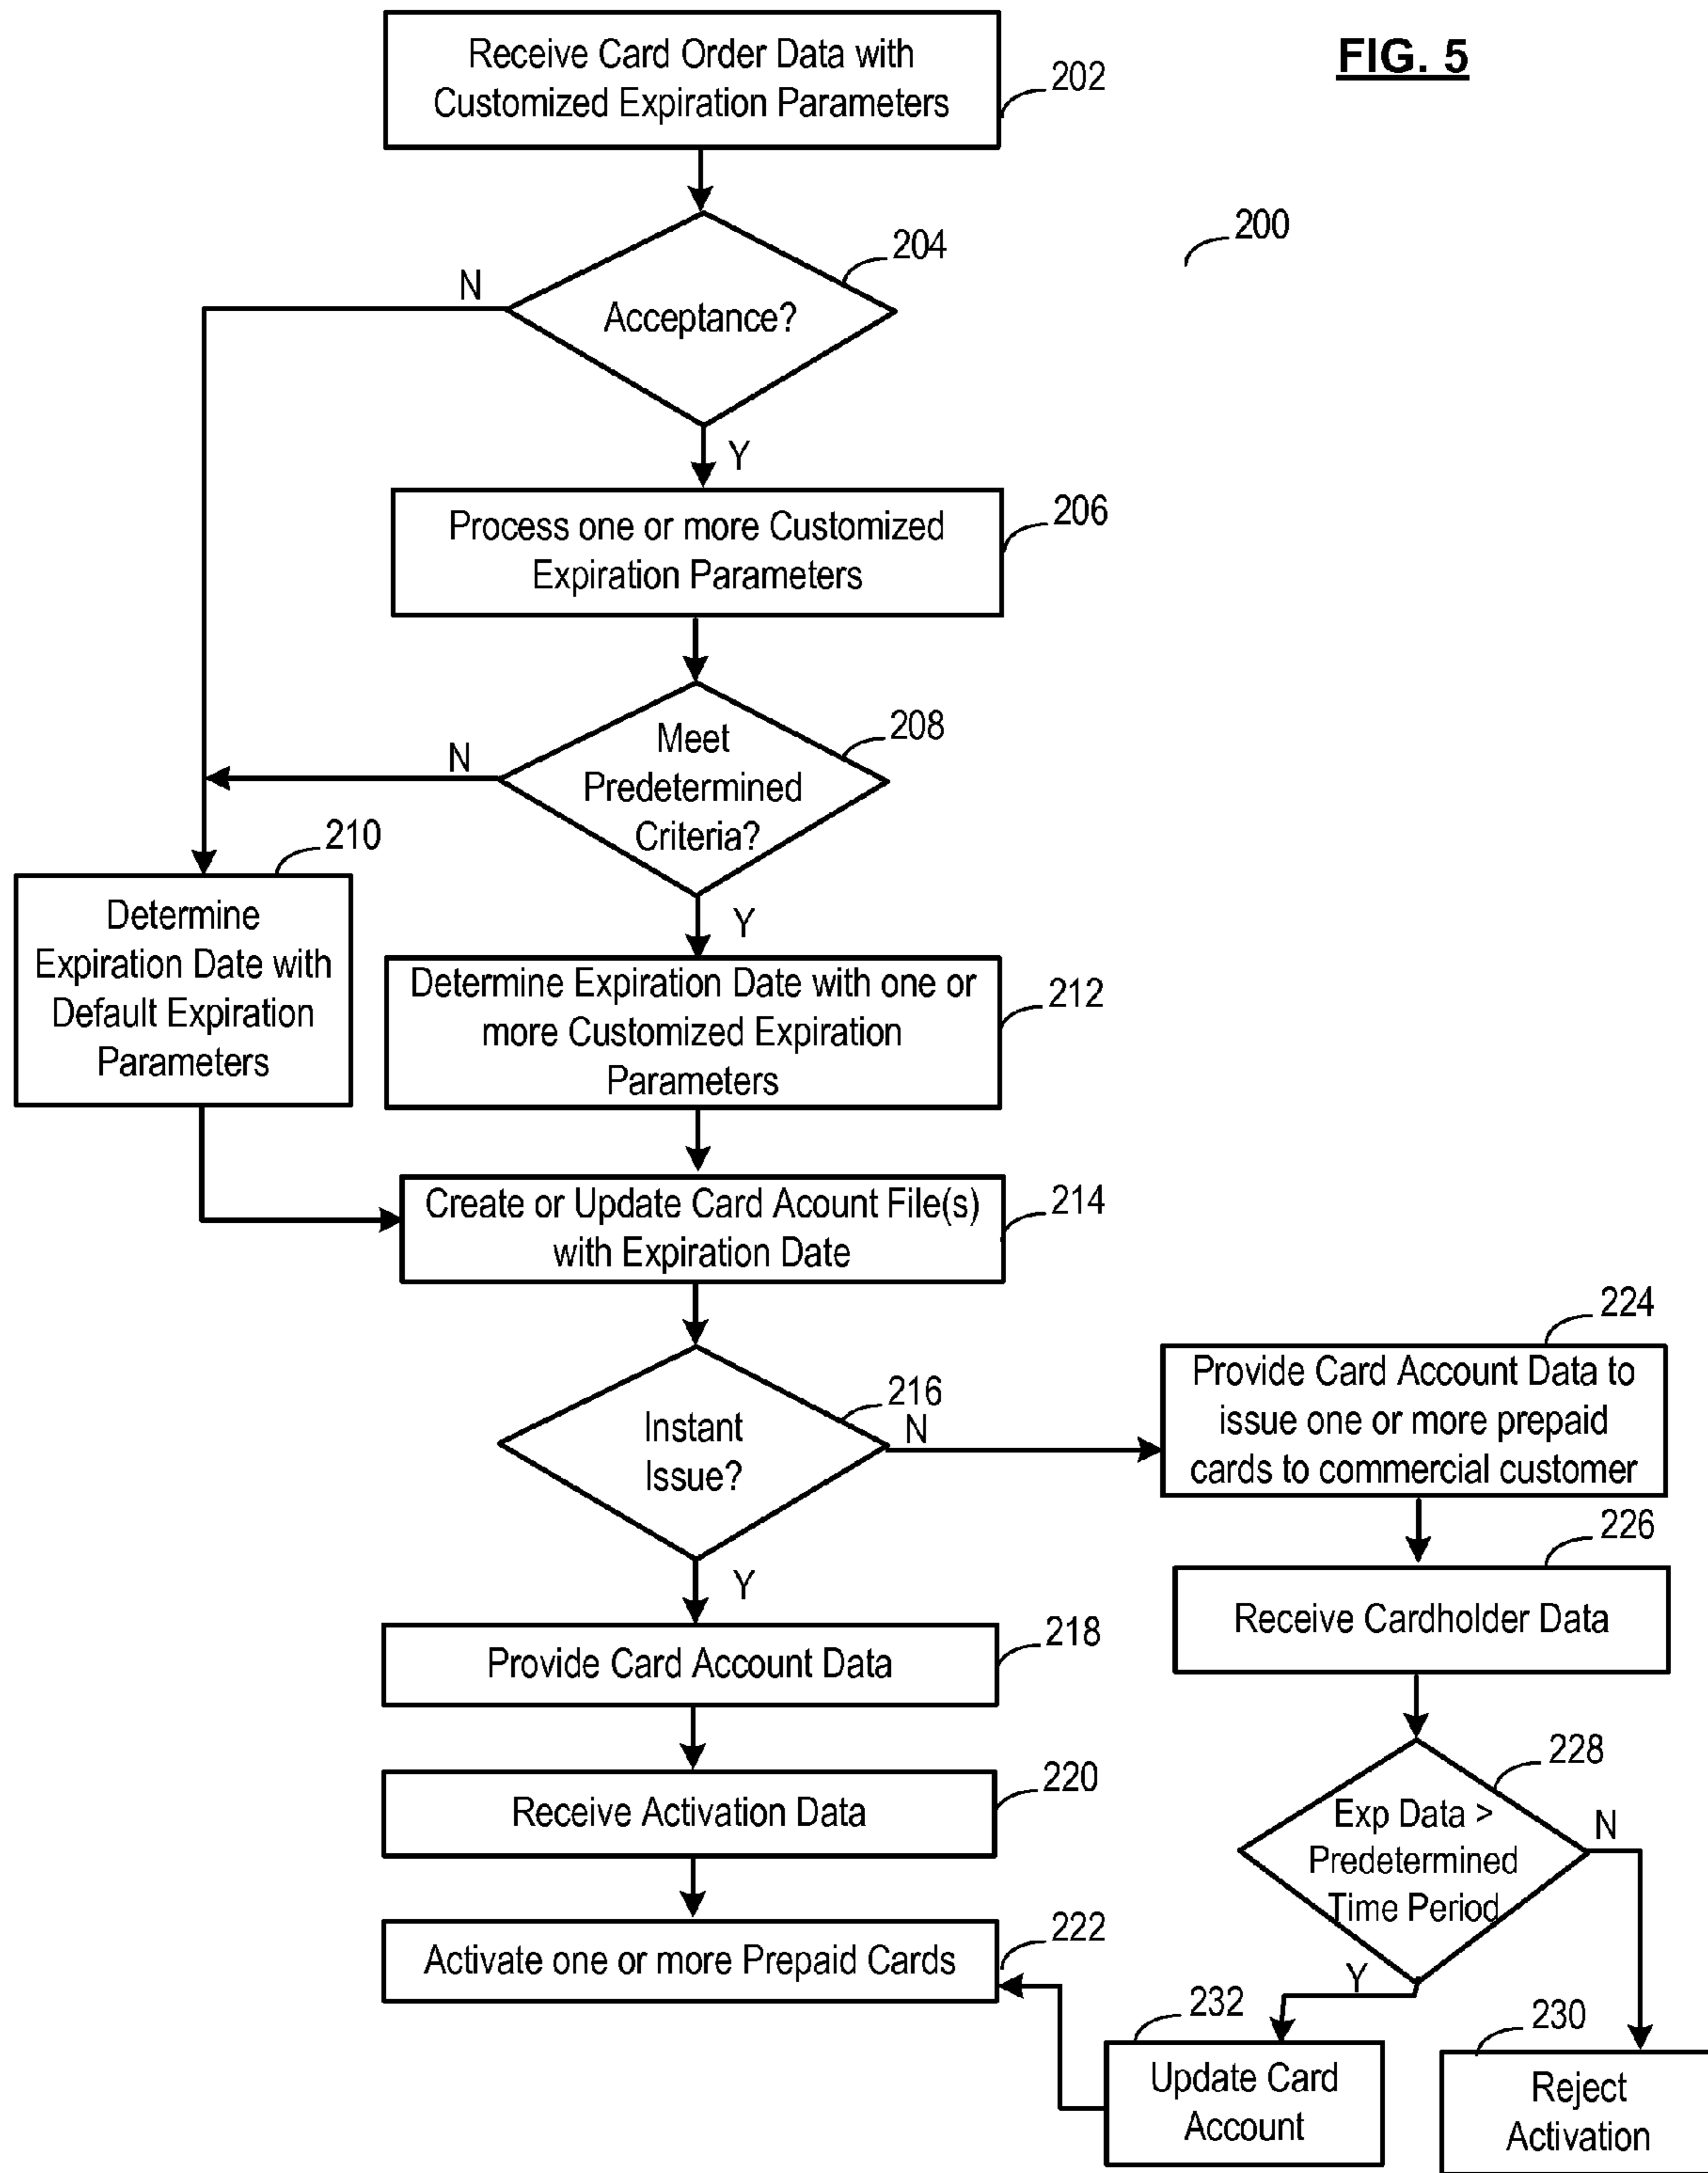 FIG. 5
Receive Card Order Data with
Customized Expiration Parameters
202
200
204
Acceptance?
N
Y
Process one or more Customized
Expiration Parameters
206
208
Meet
Predetermined
Criteria?
N
Y
210
Determine
Expiration Date with
Default Expiration
Parameters
Determine Expiration Date with one or
more Customized Expiration
Parameters
212
Create or Update Card Acount File(s)
with Expiration Date
214
216
Instant
Issue?
N
Y
224
Provide Card Account Data to
issue one or more prepaid
cards to commercial customer
226
Receive Cardholder Data
Provide Card Account Data
218
Receive Activation Data
220
228
Exp Data >
Predetermined
Time Period
N
Y
Activate one or more Prepaid Cards
222
232
Update Card
Account
230
Reject
Activation